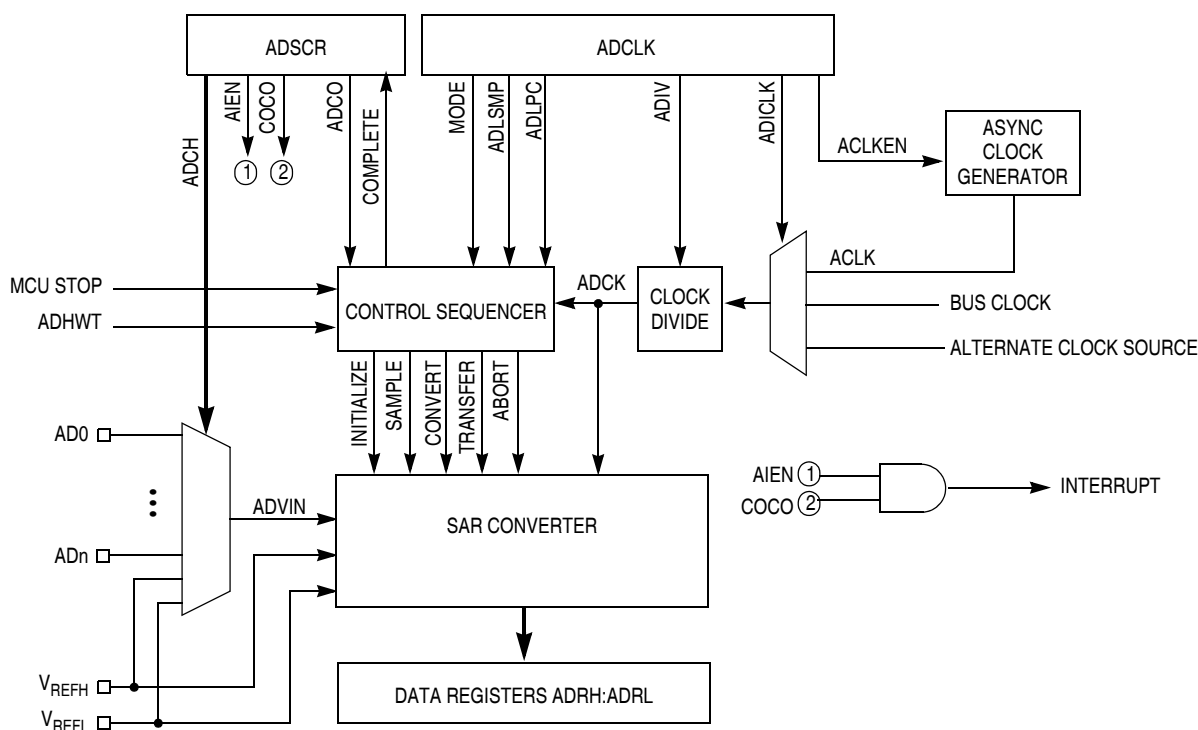 ADSCR
ADCLK
ADCH
AIEN
COCO
ADCO
COMPLETE
MODE
ADLSMP
ADLPC
ADIV
ADICLK
ACLKEN
ASYNC
CLOCK
GENERATOR
1
2
ACLK
MCU STOP
ADHWT
CONTROL SEQUENCER
ADCK
CLOCK
DIVIDE
BUS CLOCK
ALTERNATE CLOCK SOURCE
INITIALIZE
SAMPLE
CONVERT
TRANSFER
ABORT
AD0
ADn
ADVIN
SAR CONVERTER
AIEN 1
COCO 2
INTERRUPT
VREFH
VREFL
DATA REGISTERS ADRH:ADRL